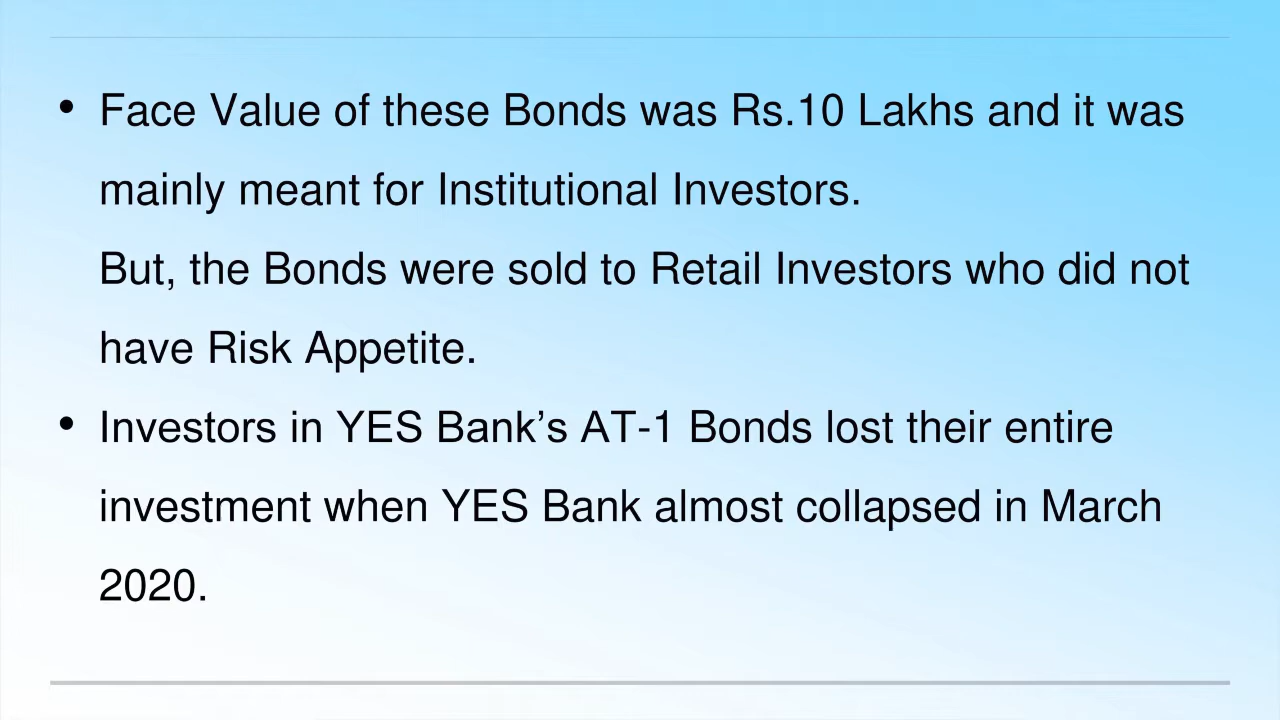 • Face Value of these Bonds was Rs.10 Lakhs and it was
mainly meant for Institutional Investors.
But, the Bonds were sold to Retail Investors who did not
have Risk Appetite.
• Investors in YES Bank’s AT-1 Bonds lost their entire
investment when YES Bank almost collapsed in March
2020.